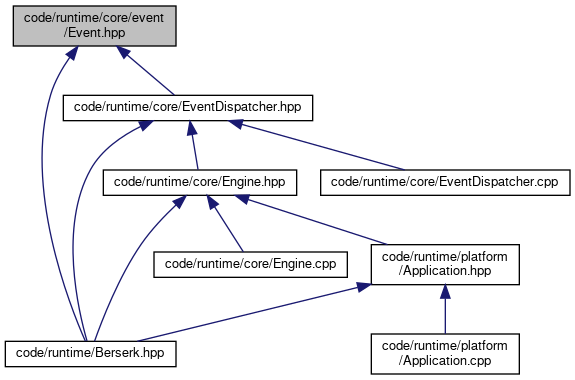 code/runtime/core/event
/Event.hpp
code/runtime/core/EventDispatcher.hpp
code/runtime/core/Engine.hpp
code/runtime/core/EventDispatcher.cpp
code/runtime/core/Engine.cpp
code/runtime/platform
/Application.hpp
code/runtime/Berserk.hpp
code/runtime/platform
/Application.cpp